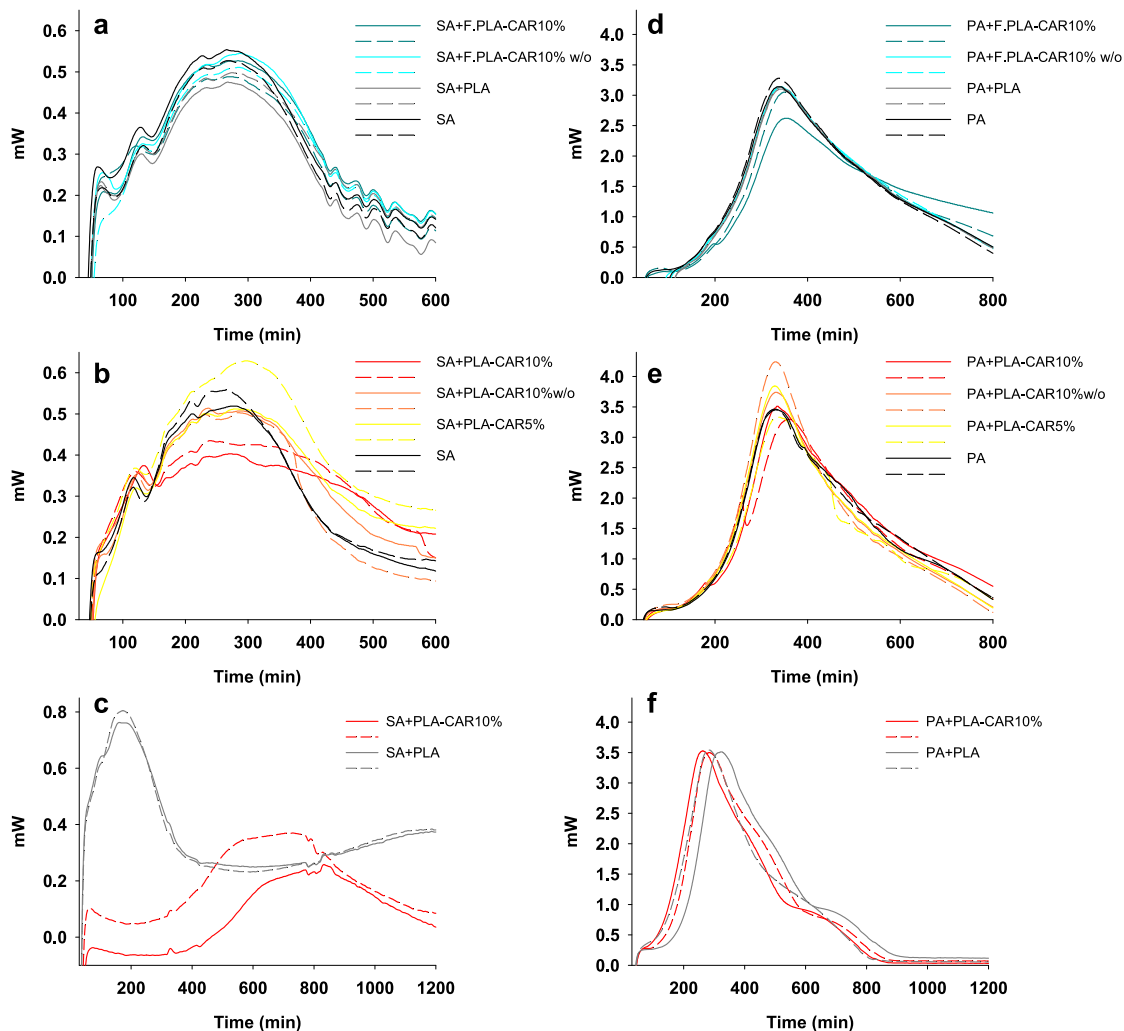 a
mW
0.6
0.5
0.4
0.3
0.2
0.1
0.0
100 200 300 400 500 600
Time (min)
SA+F.PLA-CAR10%
SA+F.PLA-CAR10% w/o
SA+PLA
SA
d
mW
4.0
3.5
3.0
2.5
2.0
1.5
1.0
0.5
0.0
200 400 600 800
Time (min)
PA+F.PLA-CAR10%
PA+F.PLA-CAR10% w/o
PA+PLA
PA
b
mW
0.6
0.5
0.4
0.3
0.2
0.1
0.0
100 200 300 400 500 600
Time (min)
SA+PLA-CAR10%
SA+PLA-CAR10%w/o
SA+PLA-CAR5%
SA
e
mW
4.0
3.5
3.0
2.5
2.0
1.5
1.0
0.5
0.0
200 400 600 800
Time (min)
PA+PLA-CAR10%
PA+PLA-CAR10%w/o
PA+PLA-CAR5%
PA
c
mW
0.8
0.6
0.4
0.2
0.0
200 400 600 800 1000 1200
Time (min)
SA+PLA-CAR10%
SA+PLA
f
mW
4.0
3.5
3.0
2.5
2.0
1.5
1.0
0.5
0.0
200 400 600 800 1000 1200
Time (min)
PA+PLA-CAR10%
PA+PLA